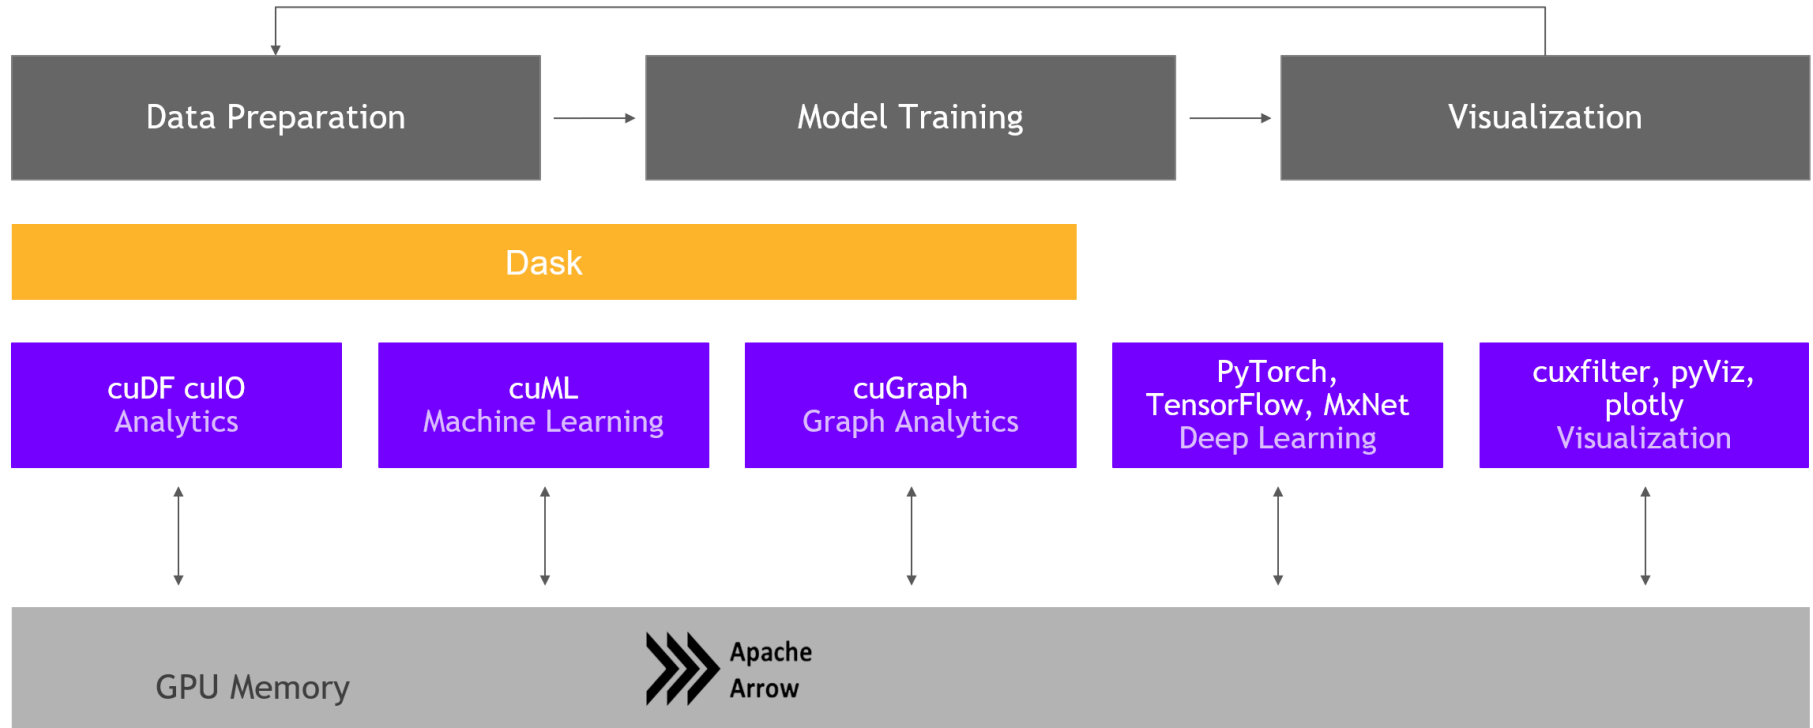 Data Preparation
Model Training
Visualization
Dask
cuDF cuIO
Analytics
cuML
Machine Learning
cuGraph
Graph Analytics
PyTorch,
TensorFlow, MxNet
Deep Learning
cuxfilter, pyViz,
plotly
Visualization
GPU Memory
Apache
Arrow